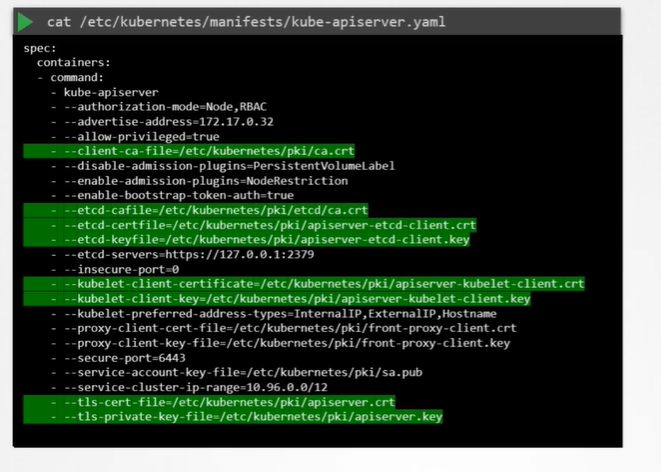 cat /etc/kubernetes/manifests/kube-apiserver.yaml
spec:
  containers:
  - command:
    - kube-apiserver
    - --authorization-mode=Node,RBAC
    - --advertise-address=172.17.0.32
    - --allow-privileged=true
    - --client-ca-file=/etc/kubernetes/pki/ca.crt
    - --disable-admission-plugins=PersistentVolumeLabel
    - --enable-admission-plugins=NodeRestriction
    - --enable-bootstrap-token-auth=true
    - --etcd-cafile=/etc/kubernetes/pki/etcd/ca.crt
    - --etcd-certfile=/etc/kubernetes/pki/apiserver-etcd-client.crt
    - --etcd-keyfile=/etc/kubernetes/pki/apiserver-etcd-client.key
    - --etcd-servers=https://127.0.0.1:2379
    - --insecure-port=0
    - --kubelet-client-certificate=/etc/kubernetes/pki/apiserver-kubelet-client.crt
    - --kubelet-client-key=/etc/kubernetes/pki/apiserver-kubelet-client.key
    - --kubelet-preferred-address-types=InternalIP,ExternalIP,Hostname
    - --proxy-client-cert-file=/etc/kubernetes/pki/front-proxy-client.crt
    - --proxy-client-key-file=/etc/kubernetes/pki/front-proxy-client.key
    - --secure-port=6443
    - --service-account-key-file=/etc/kubernetes/pki/sa.pub
    - --service-cluster-ip-range=10.96.0.0/12
    - --tls-cert-file=/etc/kubernetes/pki/apiserver.crt
    - --tls-private-key-file=/etc/kubernetes/pki/apiserver.key